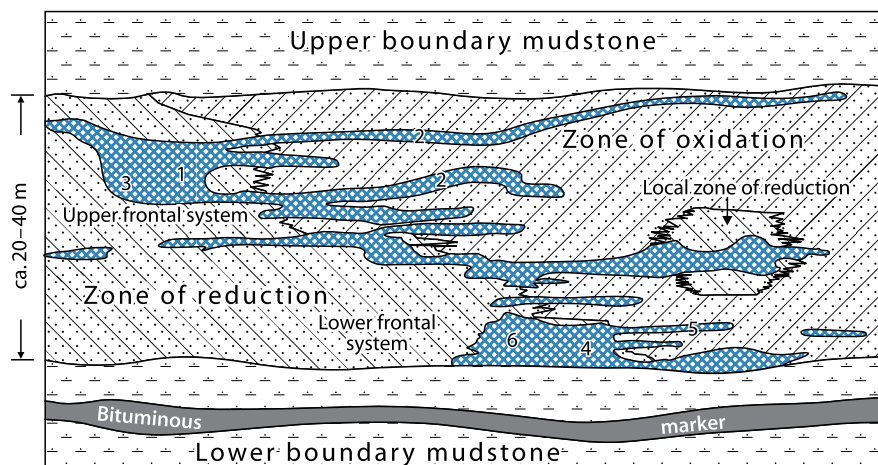 Upper boundary mudstone
ca. 20–40 m
2
Zone of oxidation
1
3
2
Local zone of reduction
Upper frontal system
Zone of reduction
Lower frontal
system
6
4
5
Bituminous
marker
Lower boundary mudstone